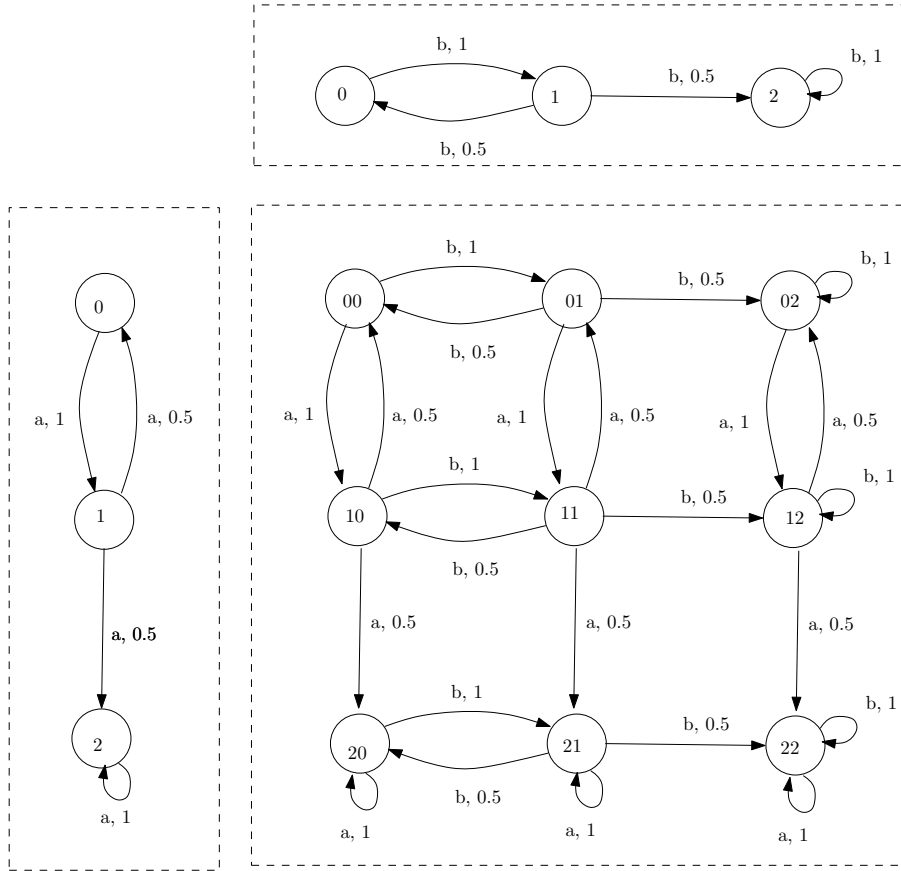 b, 1
b, 1
0
1
b, 0.5
2
b, 0.5
b, 1
b, 1
0
00
b, 0.5
01
02
b, 0.5
a, 1
a, 0.5
a, 1
a, 0.5
a, 1
a, 0.5
a, 1
a, 0.5
b, 1
b, 1
1
10
11
b, 0.5
12
b, 0.5
a, 0.5
a, 0.5
a, 0.5
a, 0.5
b, 1
b, 1
2
20
21
b, 0.5
22
b, 0.5
a, 1
a, 1
a, 1
a, 1